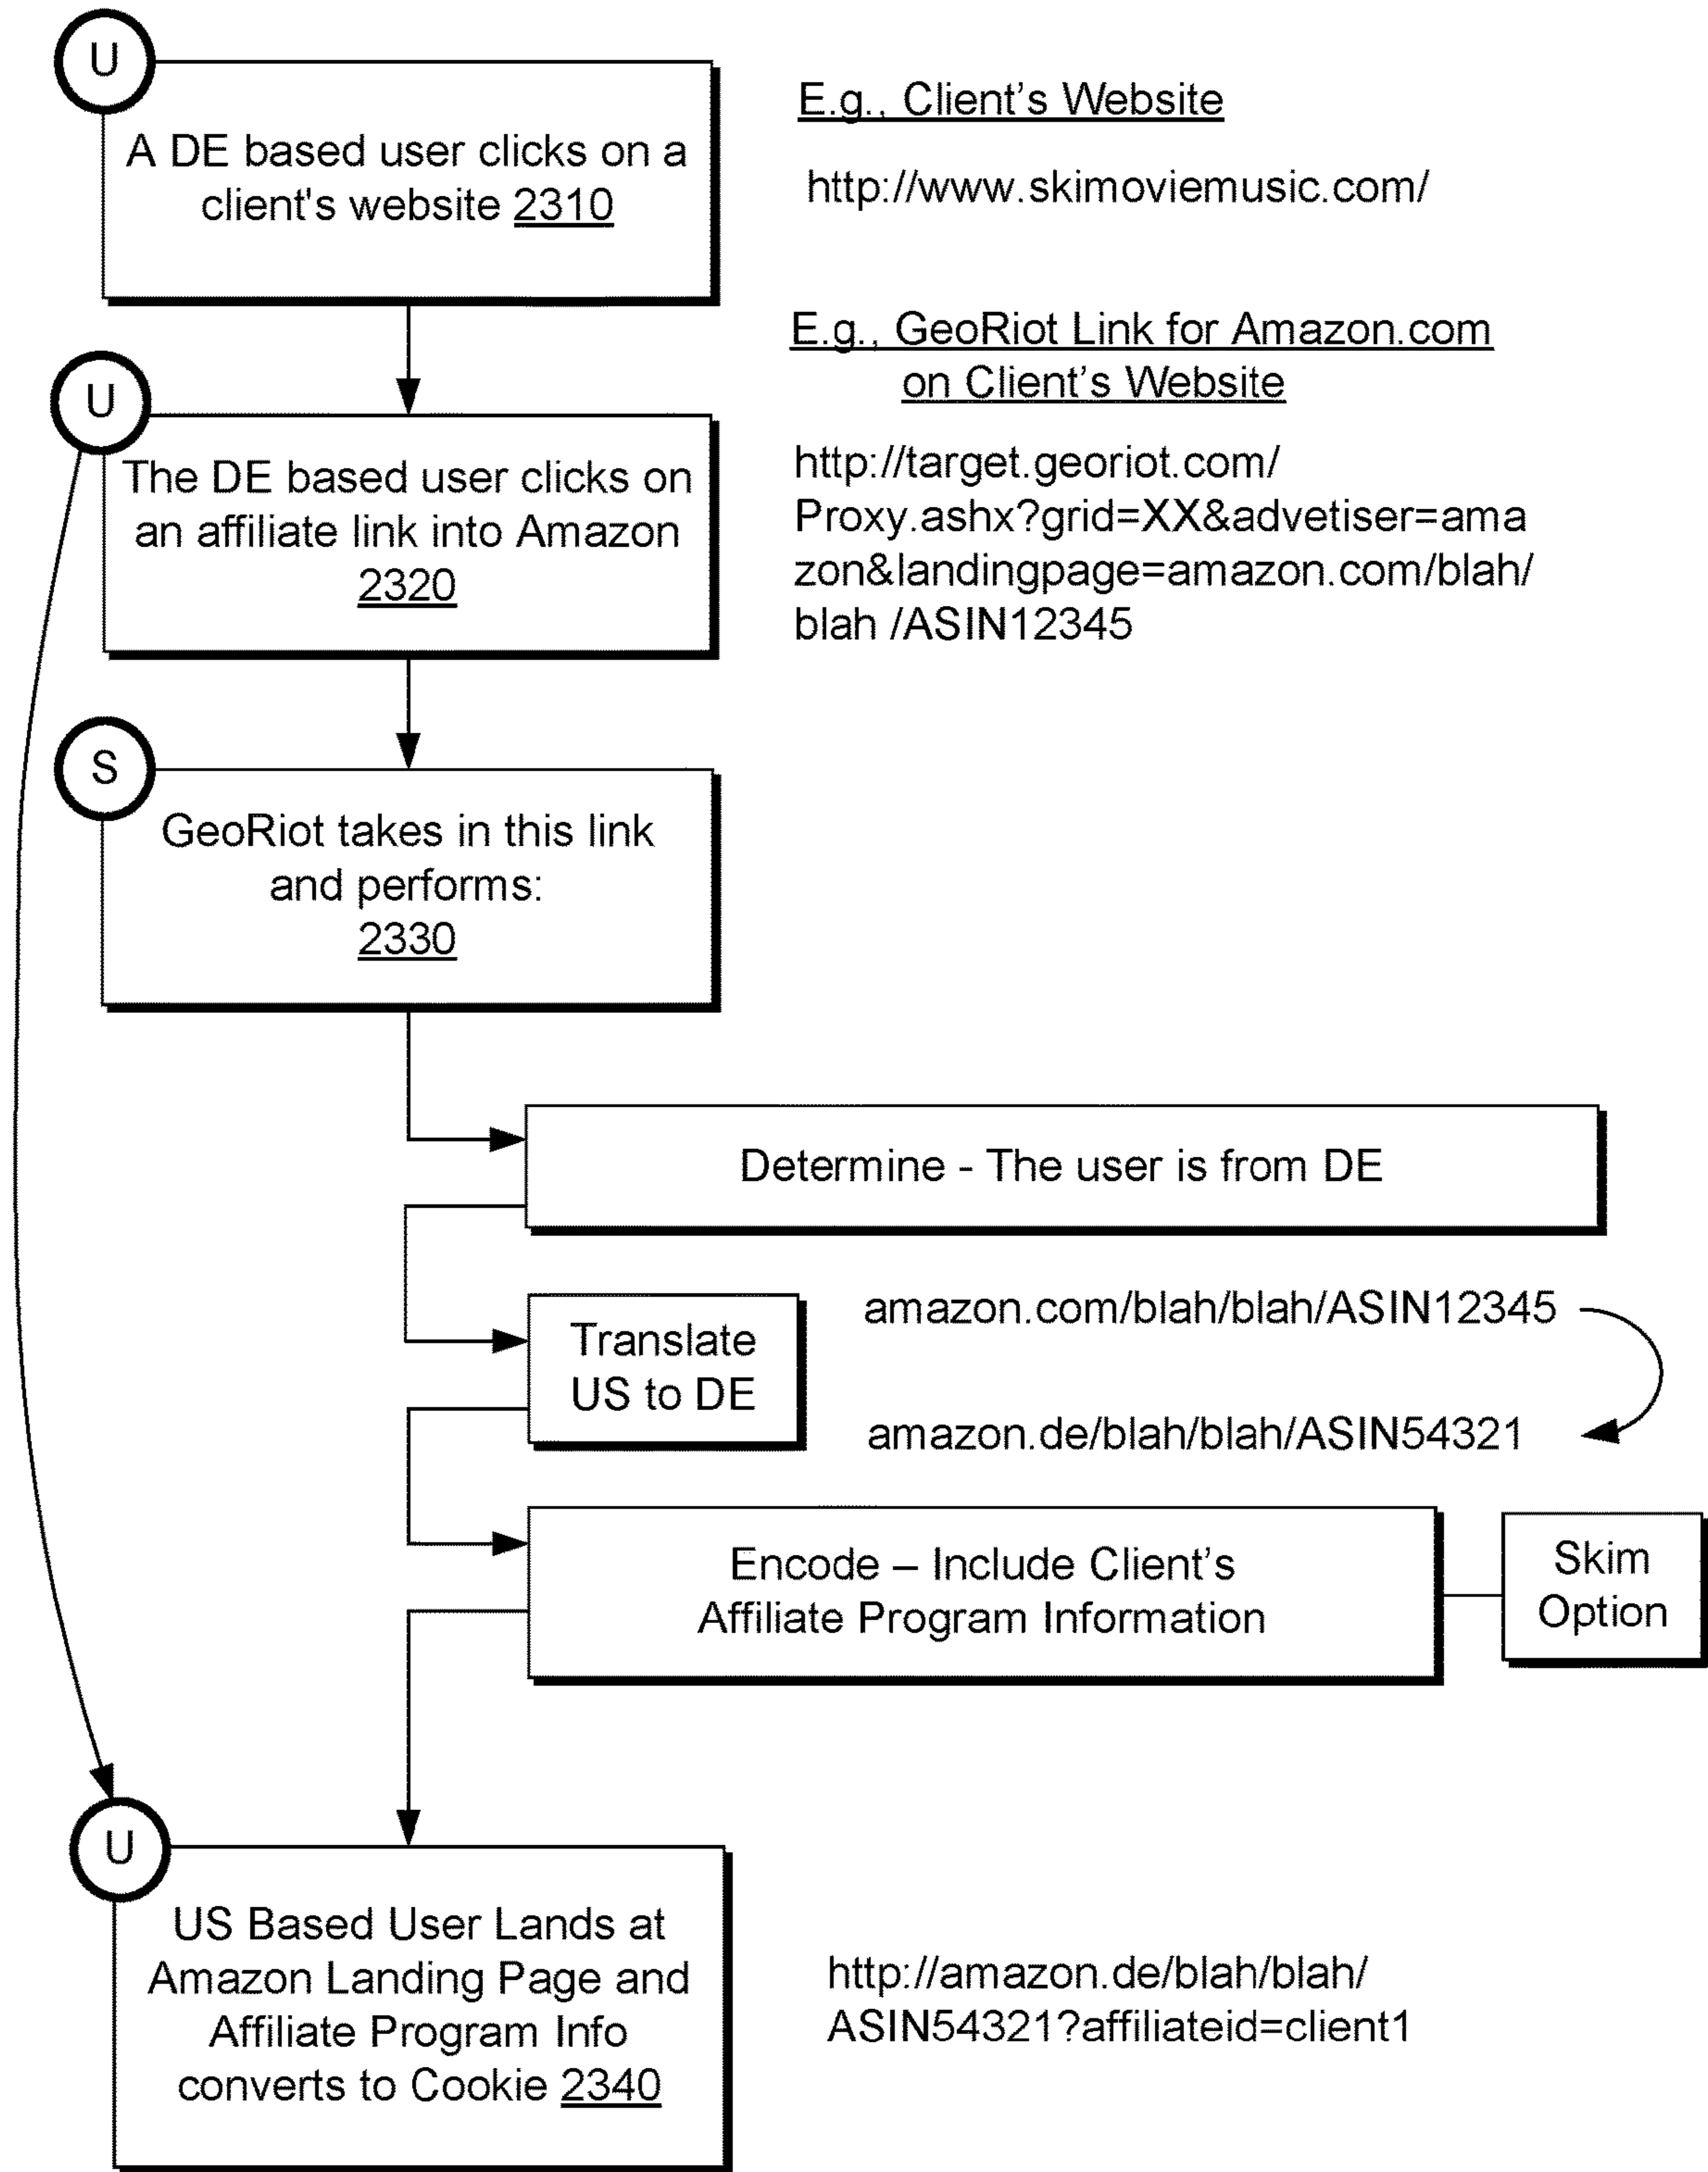 U
A DE based user clicks on a
client's website 2310
E.g., Client’s Website
http://www.skimoviemusic.com/
E.g., GeoRiot Link for Amazon.com
on Client’s Website
U
The DE based user clicks on
an affiliate link into Amazon
2320
http://target.georiot.com/
Proxy.ashx?grid=XX&advetiser=ama
zon&landingpage=amazon.com/blah/
blah /ASIN12345
S
GeoRiot takes in this link
and performs:
2330
Determine - The user is from DE
Translate
US to DE
amazon.com/blah/blah/ASIN12345
amazon.de/blah/blah/ASIN54321
Encode – Include Client’s
Affiliate Program Information
Skim
Option
U
US Based User Lands at
Amazon Landing Page and
Affiliate Program Info
converts to Cookie 2340
http://amazon.de/blah/blah/
ASIN54321?affiliateid=client1